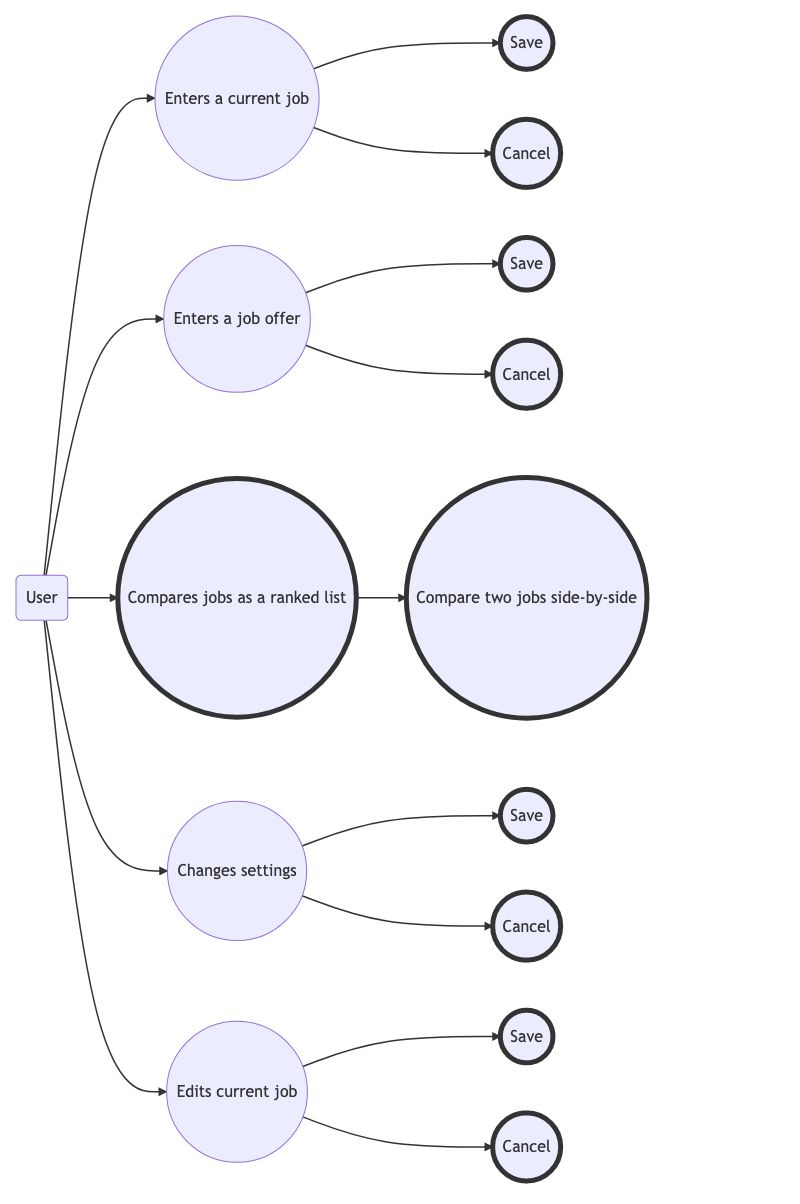 Save
Enters a current job
Cancel
Save
Enters a job offer
Cancel
User
Compares jobs as a ranked list
Compare two jobs side-by-side
Save
Changes settings
Cancel
Save
Edits current job
Cancel